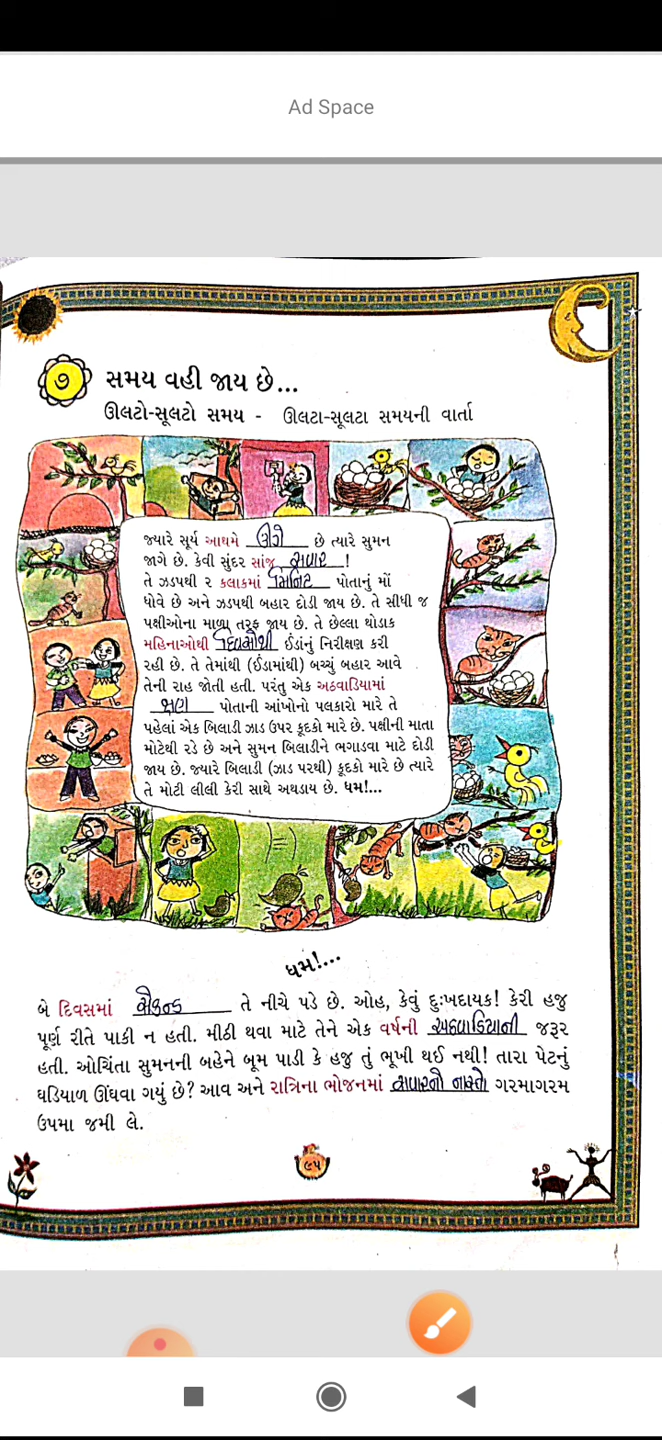 Ad Space
૭ સમય વહી જાય છે...
ઊલટો-સૂલટો સમય - ઊલટા-સૂલટા સમયની વાર્તા
જ્યારે સૂર્ય આથમે ઊગે છે ત્યારે સુમન
જાગે છે. કેવી સુંદર સાંજ સવાર !
તે ઝડપથી ૨ કલાકમાં મિનિટ પોતાનું મોં
ધોવે છે અને ઝડપથી બહાર દોડી જાય છે. તે સીધી જ
પક્ષીઓના માળા તરફ જાય છે. તે છેલ્લા થોડાક
મહિનાઓથી દિવસોથી ઈંડાંનું નિરીક્ષણ કરી
રહી છે. તે તેમાંથી (ઈંડામાંથી) બચ્ચું બહાર આવે
તેની રાહ જોતી હતી. પરંતુ એક અઠવાડિયામાં
ક્ષણ પોતાની આંખોનો પલકારો મારે તે
પહેલાં એક બિલાડી ઝાડ ઉપર કૂદકો મારે છે. પક્ષીની માતા
મોટેથી રડે છે અને સુમન બિલાડીને ભગાડવા માટે દોડી
જાય છે. જ્યારે બિલાડી (ઝાડ પરથી) કૂદકો મારે છે ત્યારે
તે મોટી લીલી કેરી સાથે અથડાય છે. ધમ!...
ધમ!...
બે દિવસમાં સેકન્ડ તે નીચે પડે છે. ઓહ, કેવું દુઃખદાયક! કેરી હજુ
પૂર્ણ રીતે પાકી ન હતી. મીઠી થવા માટે તેને એક વર્ષની અઠવાડિયાની જરૂર
હતી. ઓચિંતા સુમનની બહેને બૂમ પાડી કે હજુ તું ભૂખી થઈ નથી! તારા પેટનું
ઘડિયાળ ઊંઘવા ગયું છે? આવ અને રાત્રિના ભોજનમાં સવારનો નાસ્તો ગરમાગરમ
ઉપમા જમી લે.
૯૫